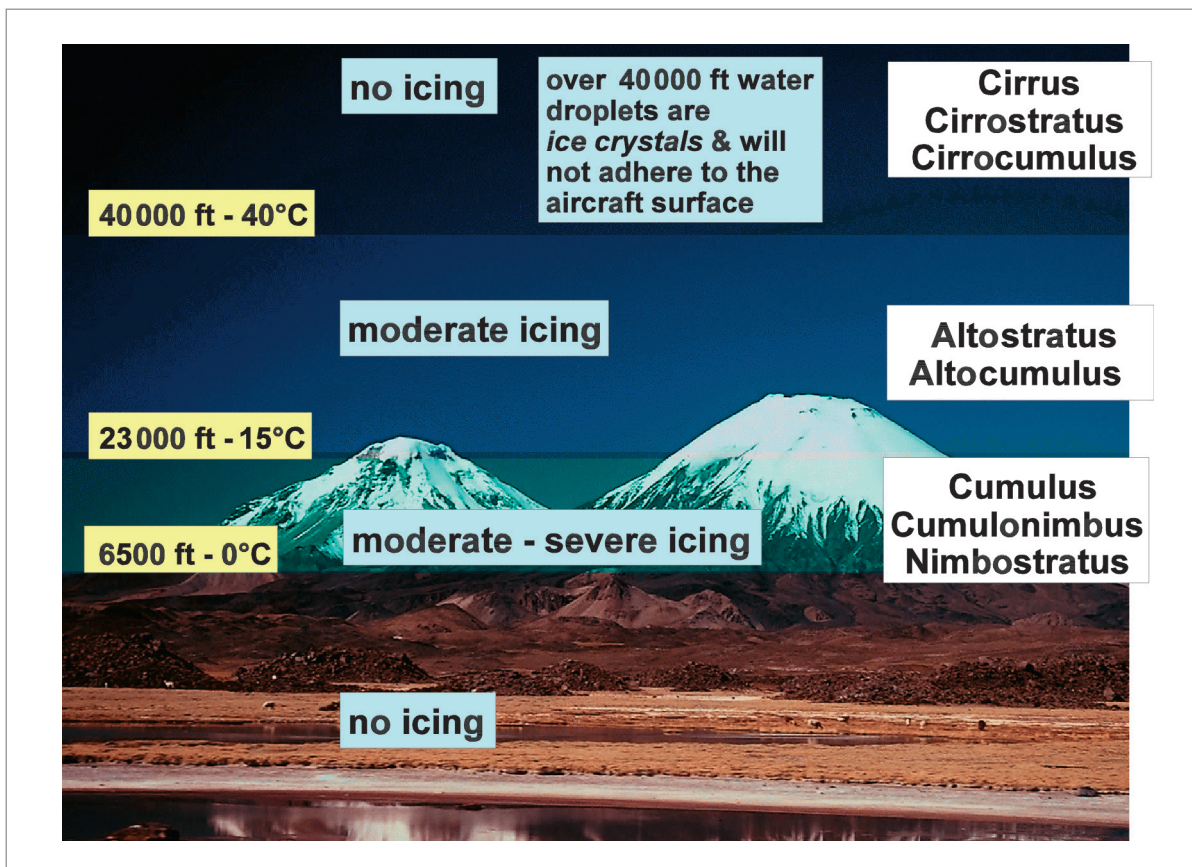 no icing
over 40000 ft water
droplets are
ice crystals & will
not adhere to the
aircraft surface
Cirrus
Cirrostratus
Cirrocumulus
40000 ft - 40°C
moderate icing
Altostratus
Altocumulus
23000 ft - 15°C
Cumulus
Cumulonimbus
Nimbostratus
6500 ft - 0°C
moderate - severe icing
no icing